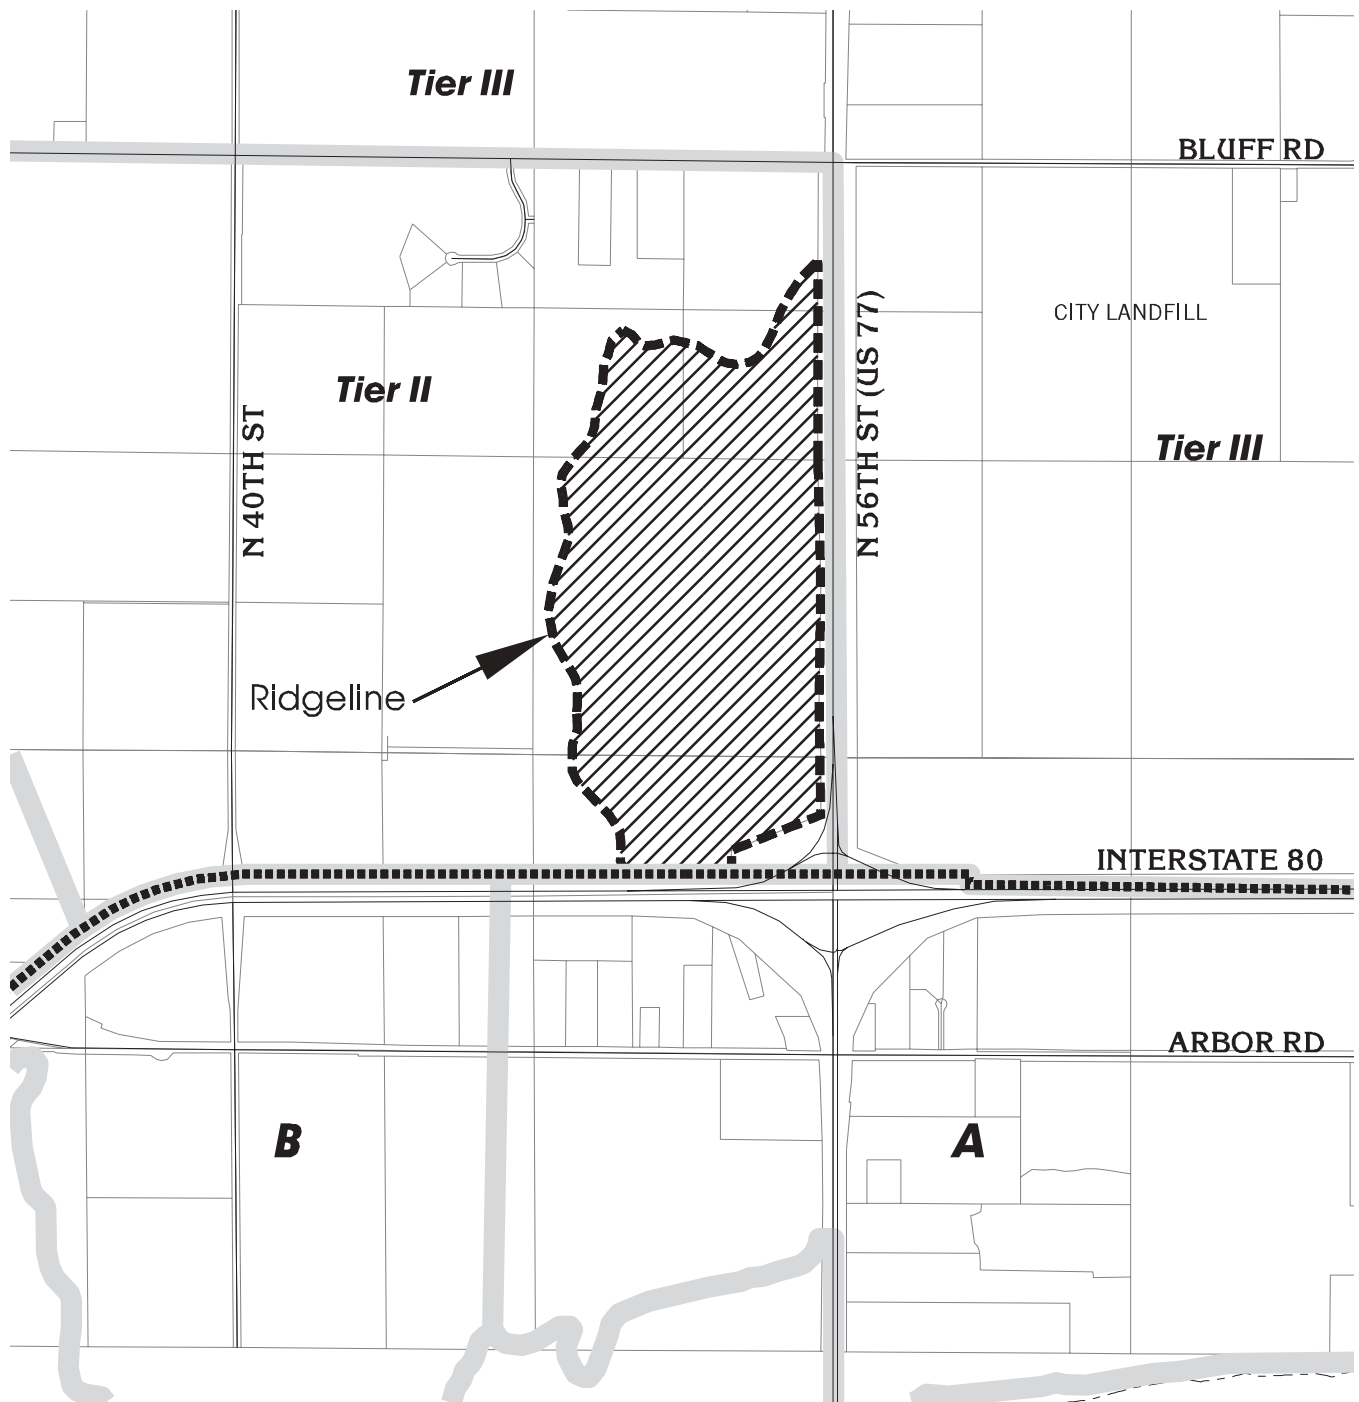 Tier III
BLUFF RD
CITY LANDFILL
Tier II
N 40TH ST
N 56TH ST (US 77)
Tier III
Ridgeline
INTERSTATE 80
ARBOR RD
B
A